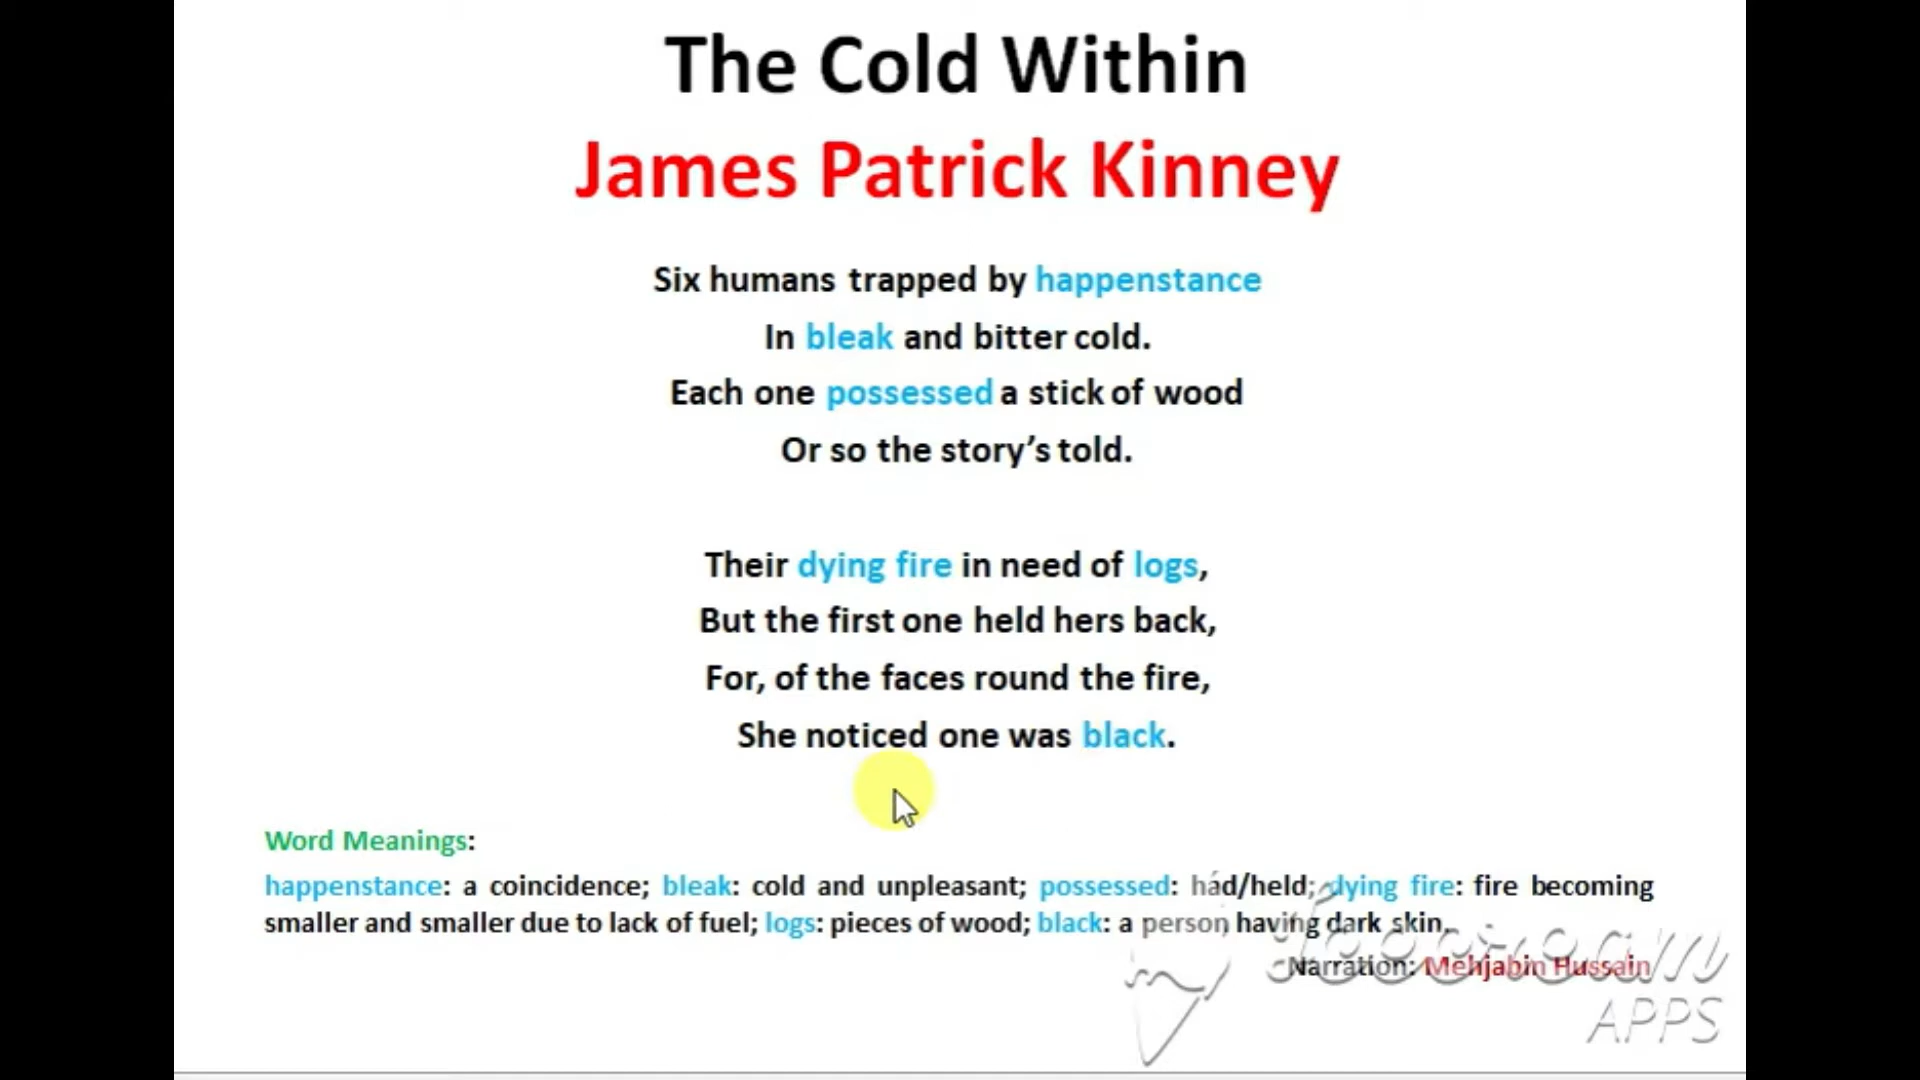 The Cold Within
James Patrick Kinney
Six humans trapped by happenstance
In bleak and bitter cold.
Each one possessed a stick of wood
Or so the story’s told.
Their dying fire in need of logs,
But the first one held hers back,
For, of the faces round the fire,
She noticed one was black.
Word Meanings:
happenstance: a coincidence; bleak: cold and unpleasant; possessed: had/held; dying fire: fire becoming
smaller and smaller due to lack of fuel; logs: pieces of wood; black: a person having dark skin.
Narration: Mehjabin Hussain
APPS